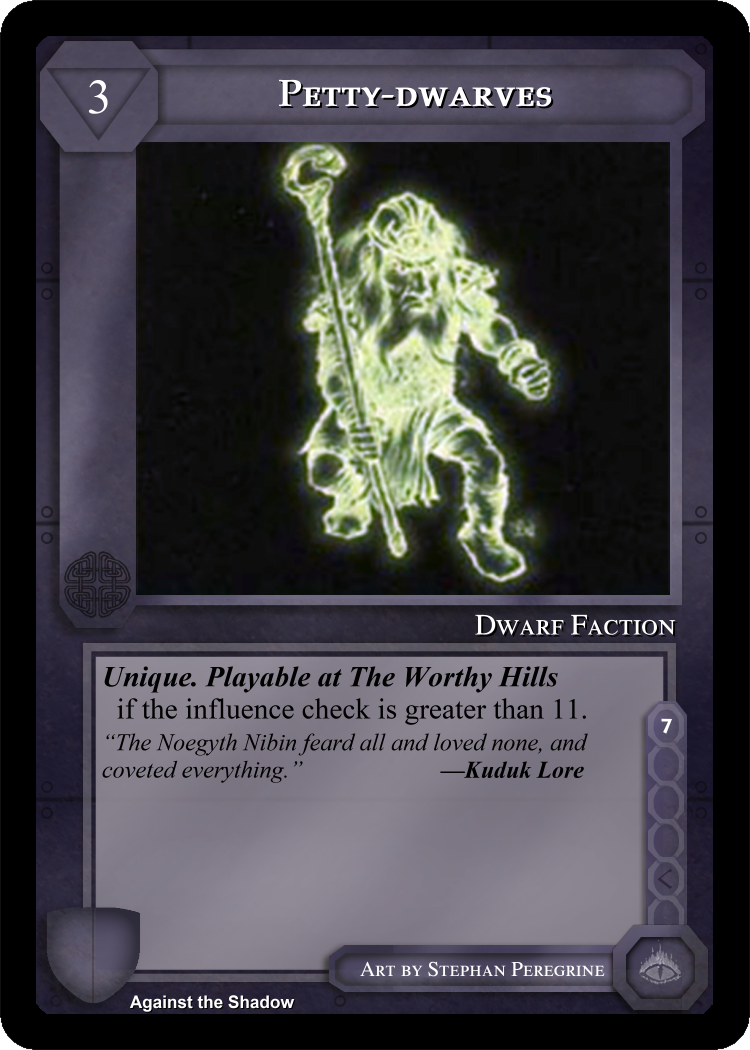 3
Petty-dwarves
Dwarf Faction
Unique. Playable at The Worthy Hills
if the influence check is greater than 11.
“The Noegyth Nibin feard all and loved none, and
coveted everything.” —Kuduk Lore
7
Art by Stephan Peregrine
Against the Shadow